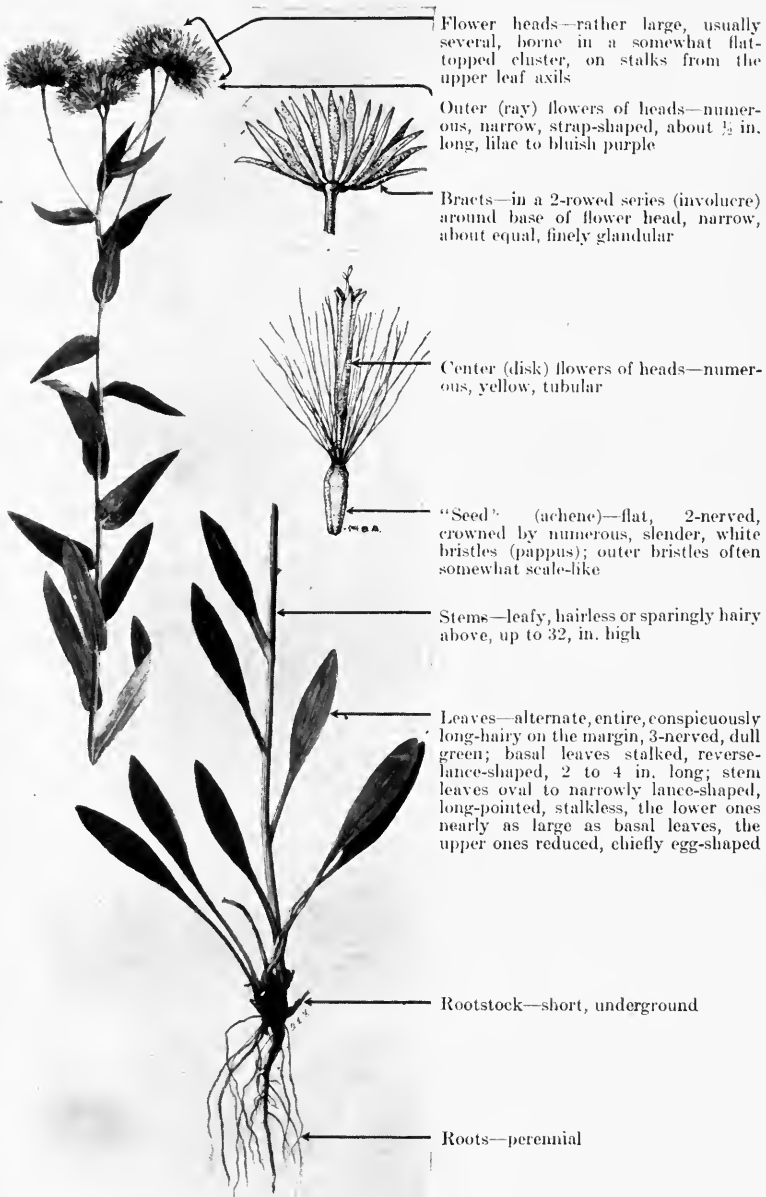 Flower heads—rather large, usually
several, borne in a somewhat flat-
topped cluster, on stalks from the
upper leaf axils
Outer (ray) flowers of heads—numer-
ous, narrow, strap-shaped, about ½ in.
long, lilac to bluish purple
Bracts—in a 2-rowed series (involucre)
around base of flower head, narrow,
about equal, finely glandular
Center (disk) flowers of heads—numer-
ous, yellow, tubular
"Seed" (achene)—flat, 2-nerved,
crowned by numerous, slender, white
bristles (pappus); outer bristles often
somewhat scale-like
Stems—leafy, hairless or sparingly hairy
above, up to 32, in. high
Leaves—alternate, entire, conspicuously
long-hairy on the margin, 3-nerved, dull
green; basal leaves stalked, reverse-
lance-shaped, 2 to 4 in. long; stem
leaves oval to narrowly lance-shaped,
long-pointed, stalkless, the lower ones
nearly as large as basal leaves, the
upper ones reduced, chiefly egg-shaped
Rootstock—short, underground
Roots—perennial